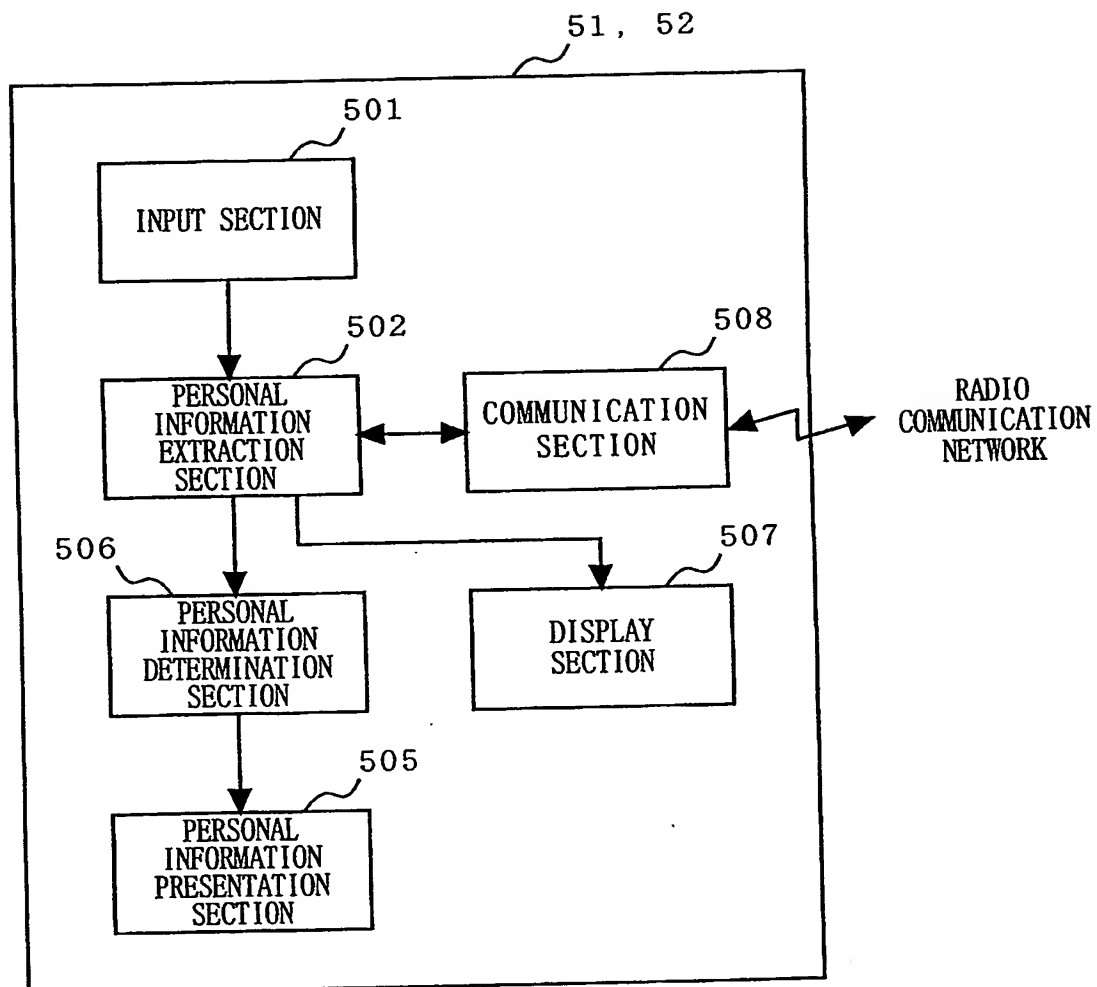 51, 52
501
INPUT SECTION
502
508
PERSONAL
INFORMATION
EXTRACTION
SECTION
COMMUNICATION
SECTION
RADIO
COMMUNICATION
NETWORK
506
507
PERSONAL
INFORMATION
DETERMINATION
SECTION
DISPLAY
SECTION
505
PERSONAL
INFORMATION
PRESENTATION
SECTION